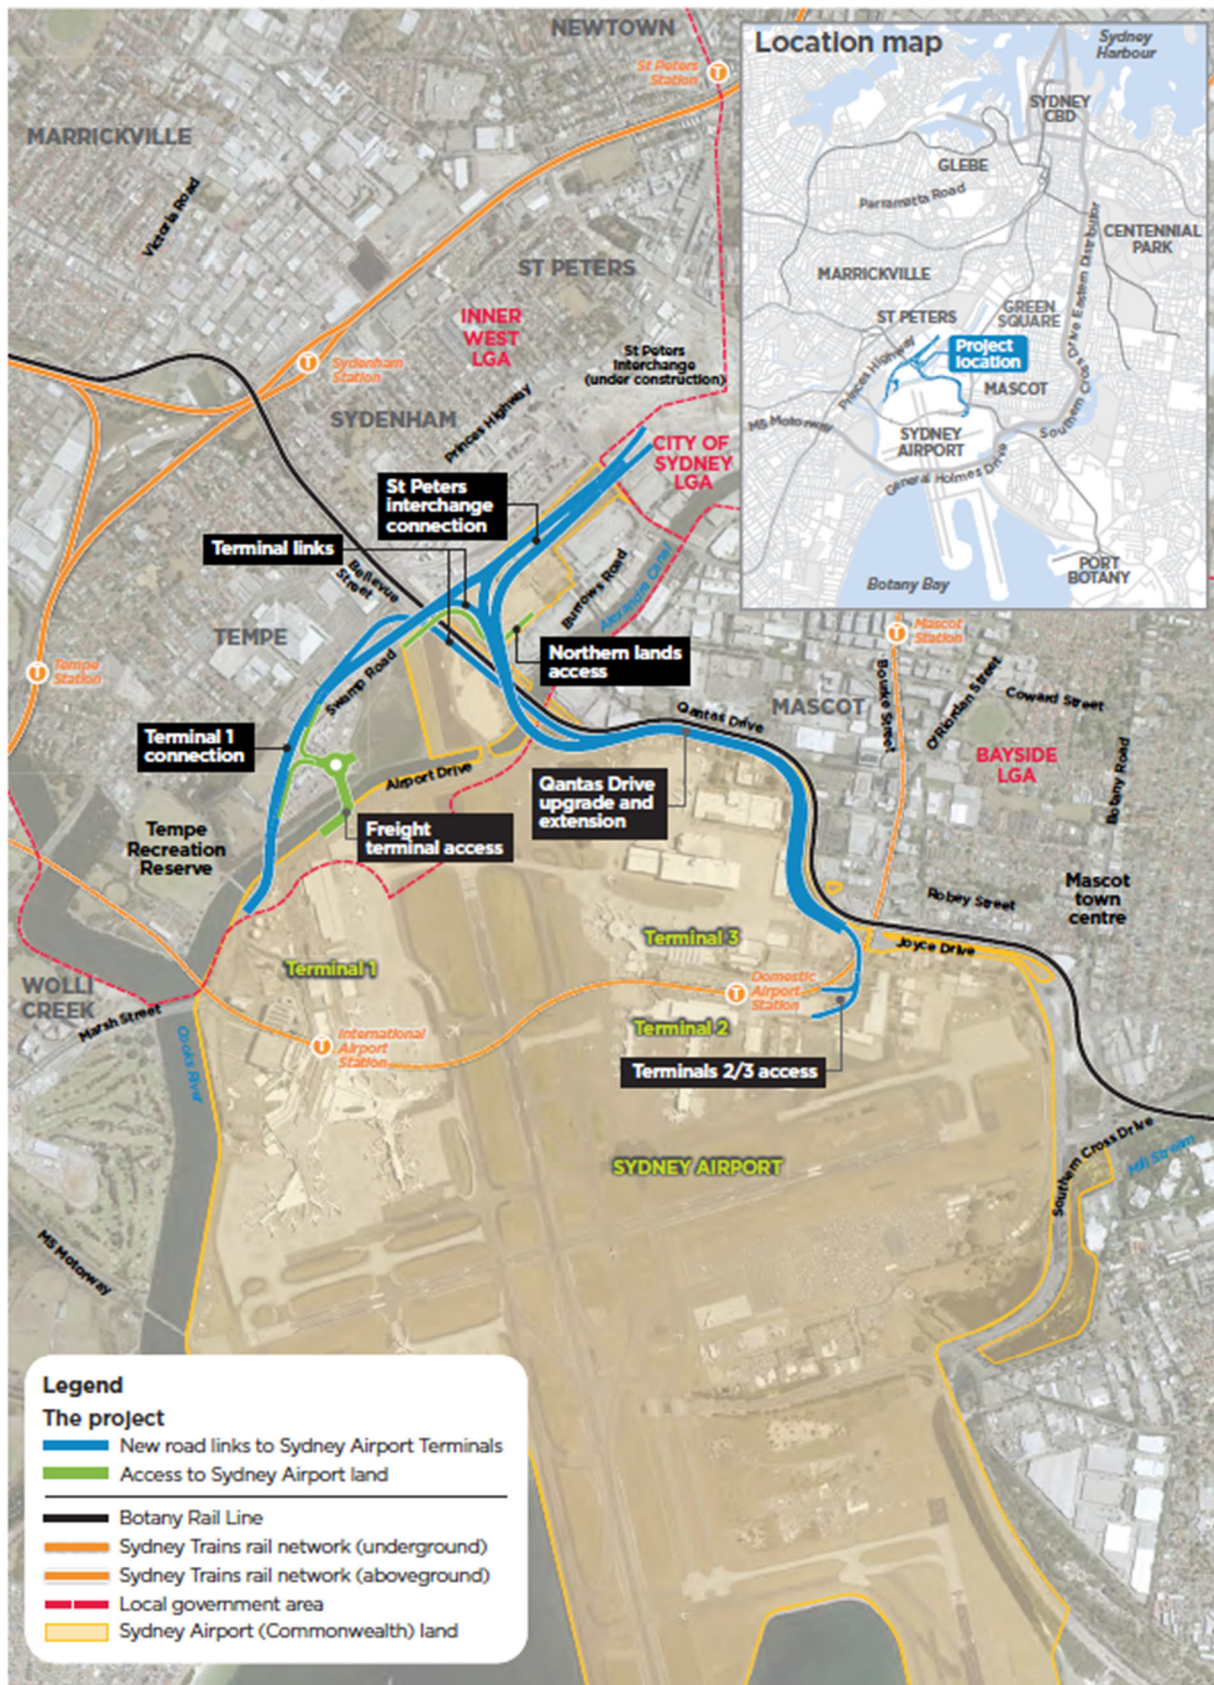 NEWTOWN
St Peters
Station
MARRICKVILLE
Victoria Road
ST PETERS
INNER
WEST
LGA
St Peters
Interchange
(under construction)
Sydenham
Station
SYDENHAM
Princes Highway
CITY OF
SYDNEY
LGA
St Peters
interchange
connection
Terminal links
Bellevue
Street
Burrows Road
Alexandra Canal
TEMPE
Tempe
Station
Swamp Road
Northern lands
access
Mascot
Station
Terminal 1
connection
Qantas Drive
MASCOT
Bourke Street
O'Riordan Street
Coward Street
BAYSIDE
LGA
Botany Road
Airport Drive
Qantas Drive
upgrade and
extension
Tempe
Recreation
Reserve
Freight
terminal access
Robey Street
Mascot
town
centre
Terminal 3
Joyce Drive
Terminal 1
Domestic
Airport
Station
WOLLI
CREEK
Marsh Street
Cooks River
International
Airport
Station
Terminal 2
Terminals 2/3 access
SYDNEY AIRPORT
Southern Cross Drive
Mill Stream
M5 Motorway
Location map
Sydney
Harbour
SYDNEY
CBD
GLEBE
Parramatta Road
CENTENNIAL
PARK
MARRICKVILLE
Southern Cross Drive Eastern Distributor
GREEN
SQUARE
ST PETERS
Project
location
Princes Highway
MASCOT
M5 Motorway
SYDNEY
AIRPORT
General Holmes Drive
PORT
BOTANY
Botany Bay
Legend
The project
New road links to Sydney Airport Terminals
Access to Sydney Airport land
Botany Rail Line
Sydney Trains rail network (underground)
Sydney Trains rail network (aboveground)
Local government area
Sydney Airport (Commonwealth) land